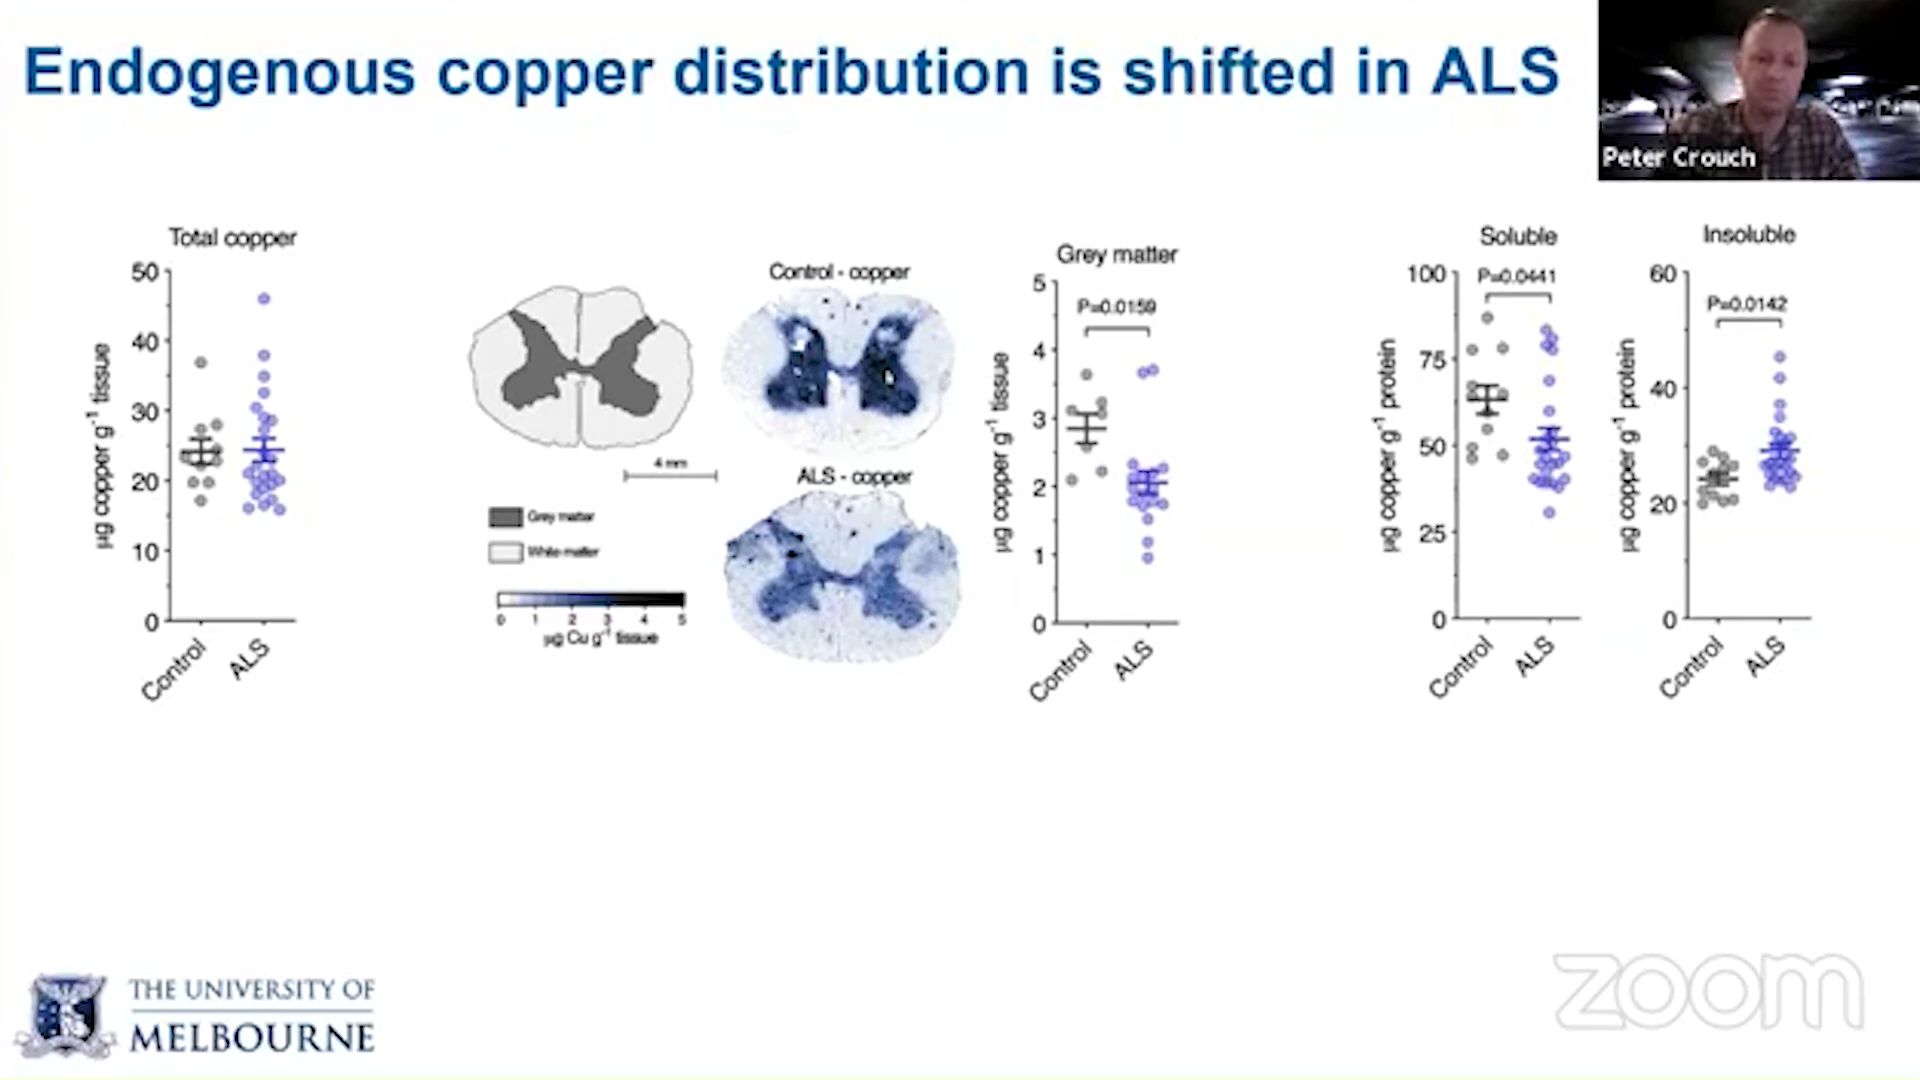 Endogenous copper distribution is shifted in ALS
Peter Crouch
Total copper
50
40
30
20
10
0
µg copper g⁻¹ tissue
Control
ALS
Control - copper
4 mm
ALS - copper
Grey matter
White matter
0 1 2 3 4 5
µg Cu g⁻¹ tissue
Grey matter
P=0.0159
5
4
3
2
1
0
µg copper g⁻¹ tissue
Control
ALS
Soluble
P=0.0441
100
75
50
25
0
µg copper g⁻¹ protein
Control
ALS
Insoluble
P=0.0142
60
40
20
0
µg copper g⁻¹ protein
Control
ALS
THE UNIVERSITY OF
MELBOURNE
zoom